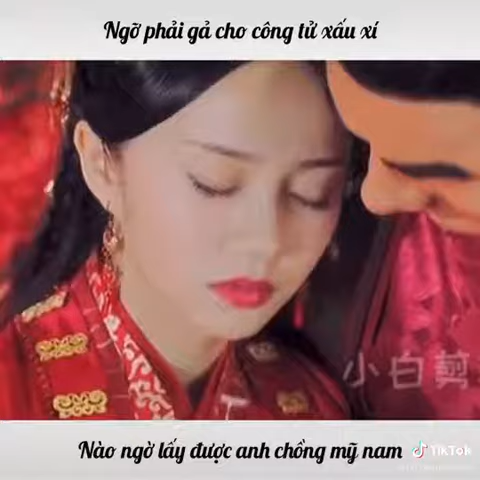 Ngỡ phải gả cho công tử xấu xí
小白剪
Nào ngờ lấy được anh chồng mỹ nam
TikTok